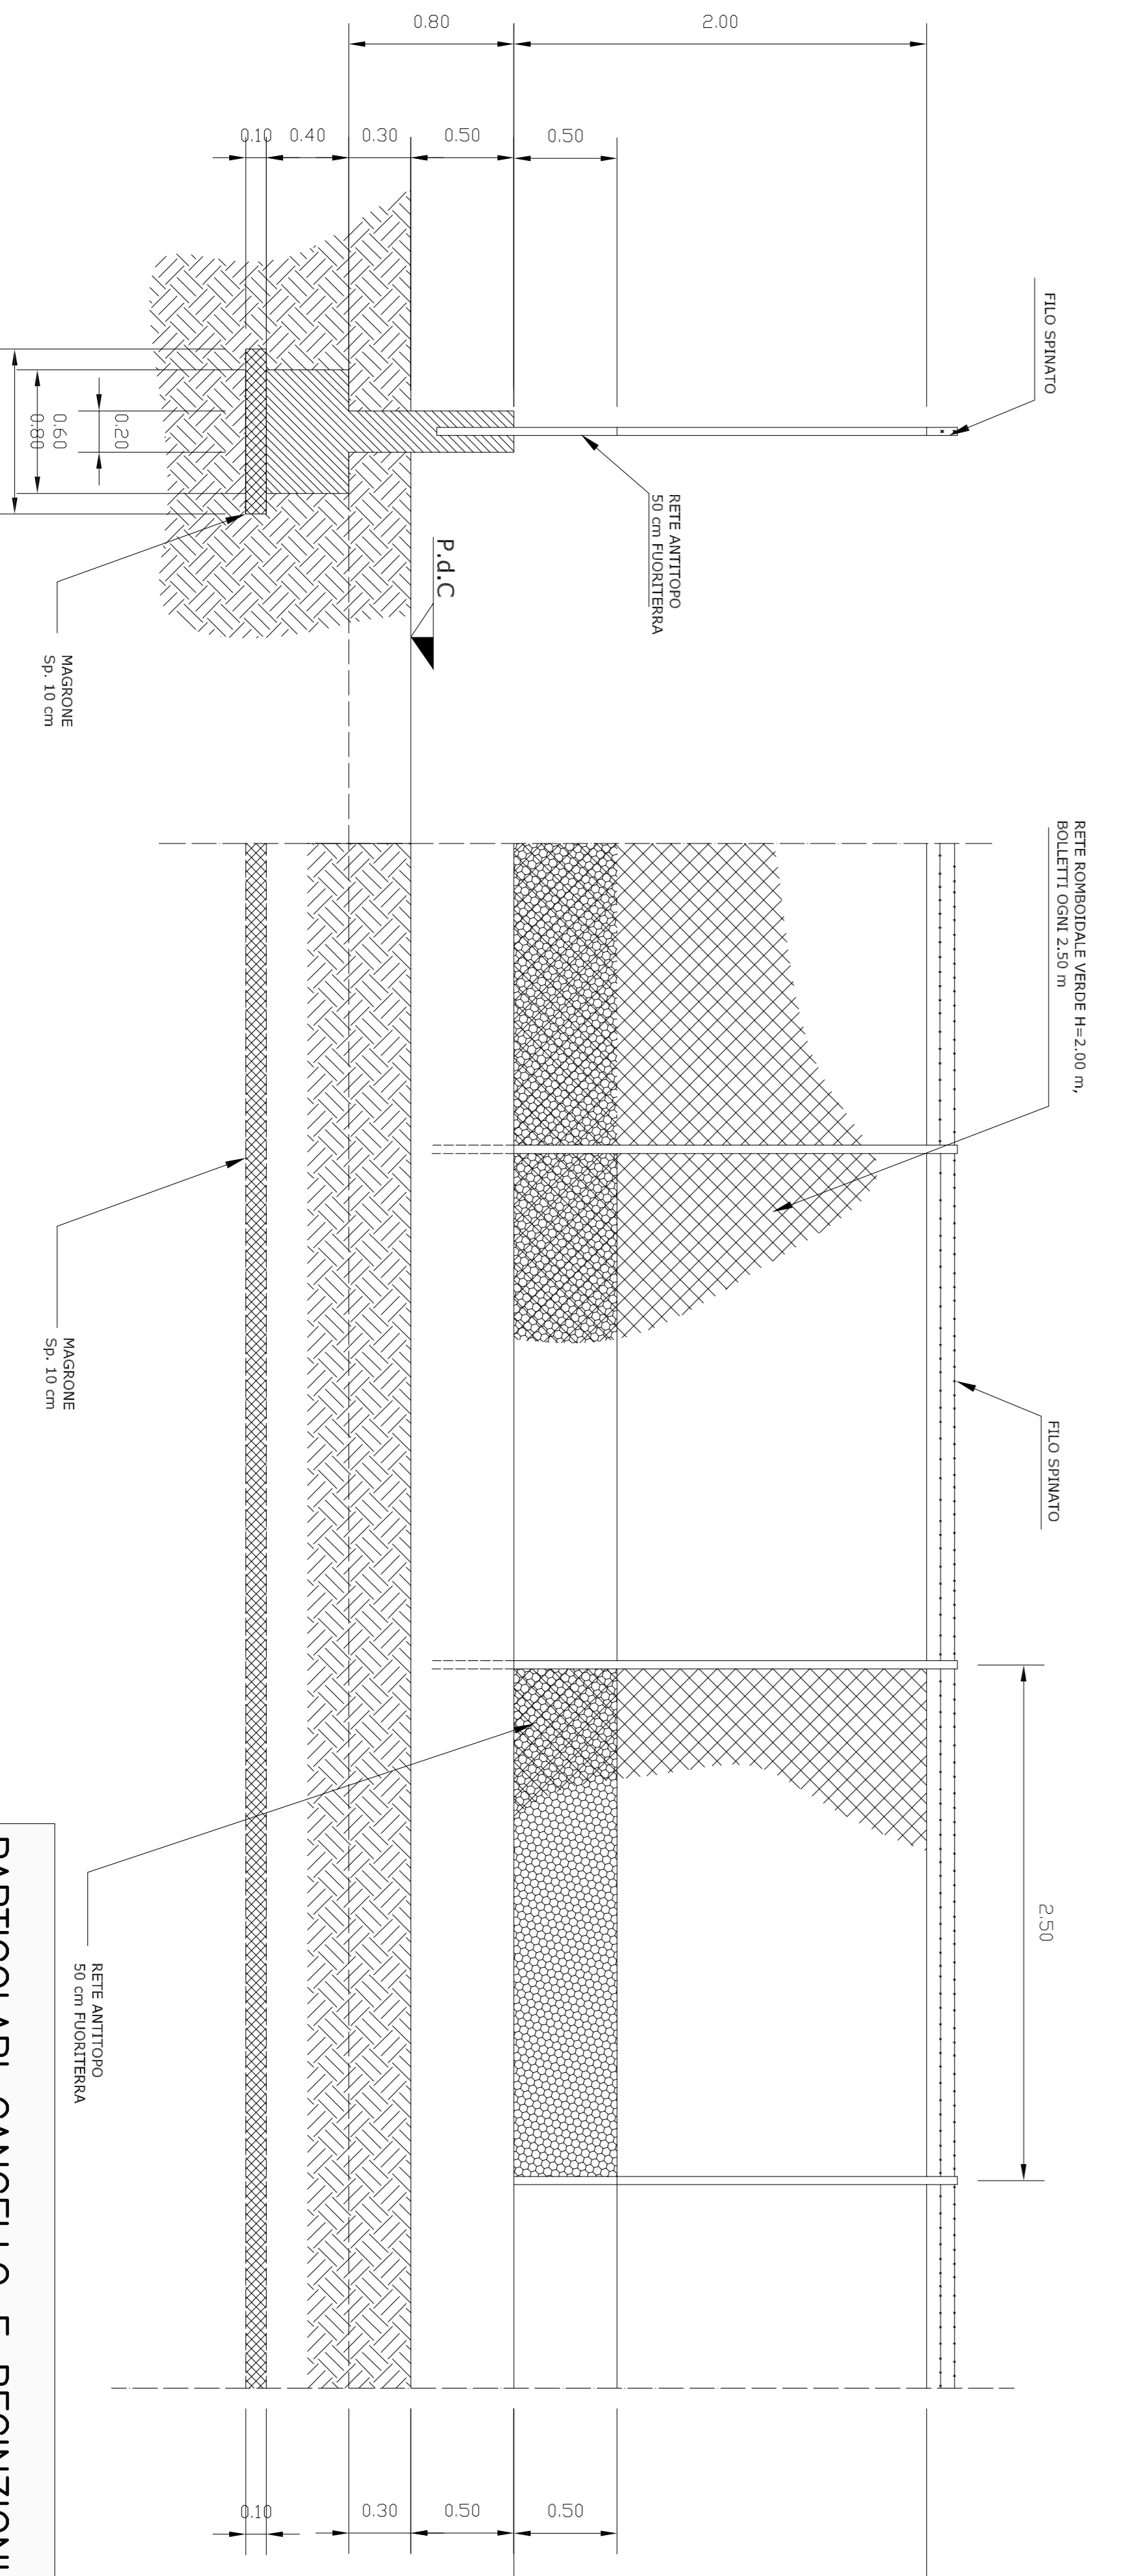 FILO SPINATO
RETE ROMBOIDALE VERDE H=2.00 m,
BOLLETTI OGNI 2.50 m
FILO SPINATO
2.50
2.00
0.80
0.50
0.50
0.30
0.40
0.10
RETE ANTITOPO
50 cm FUORITERRA
P.d.C
0.20
0.60
0.80
MAGRONE
Sp. 10 cm
MAGRONE
Sp. 10 cm
RETE ANTITOPO
50 cm FUORITERRA
0.50
0.50
0.30
0.10
PARTICOLARI CANCELLO E RECINZIONI